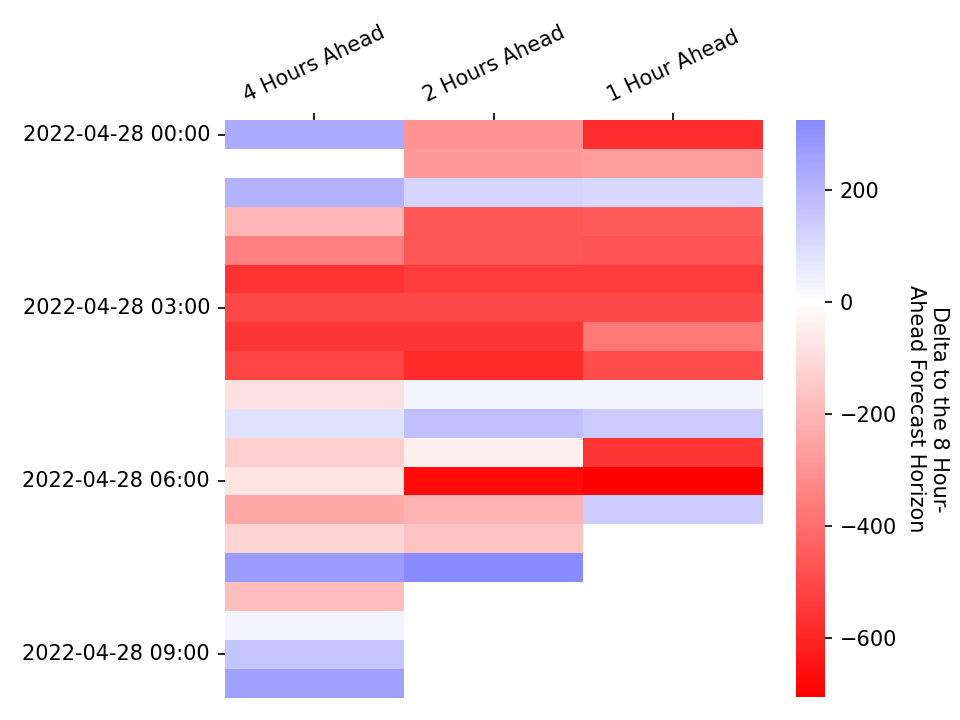 4 Hours Ahead
2 Hours Ahead
1 Hour Ahead
2022-04-28 00:00
2022-04-28 03:00
2022-04-28 06:00
2022-04-28 09:00
200
0
−200
−400
−600
Delta to the 8 Hour-
Ahead Forecast Horizon